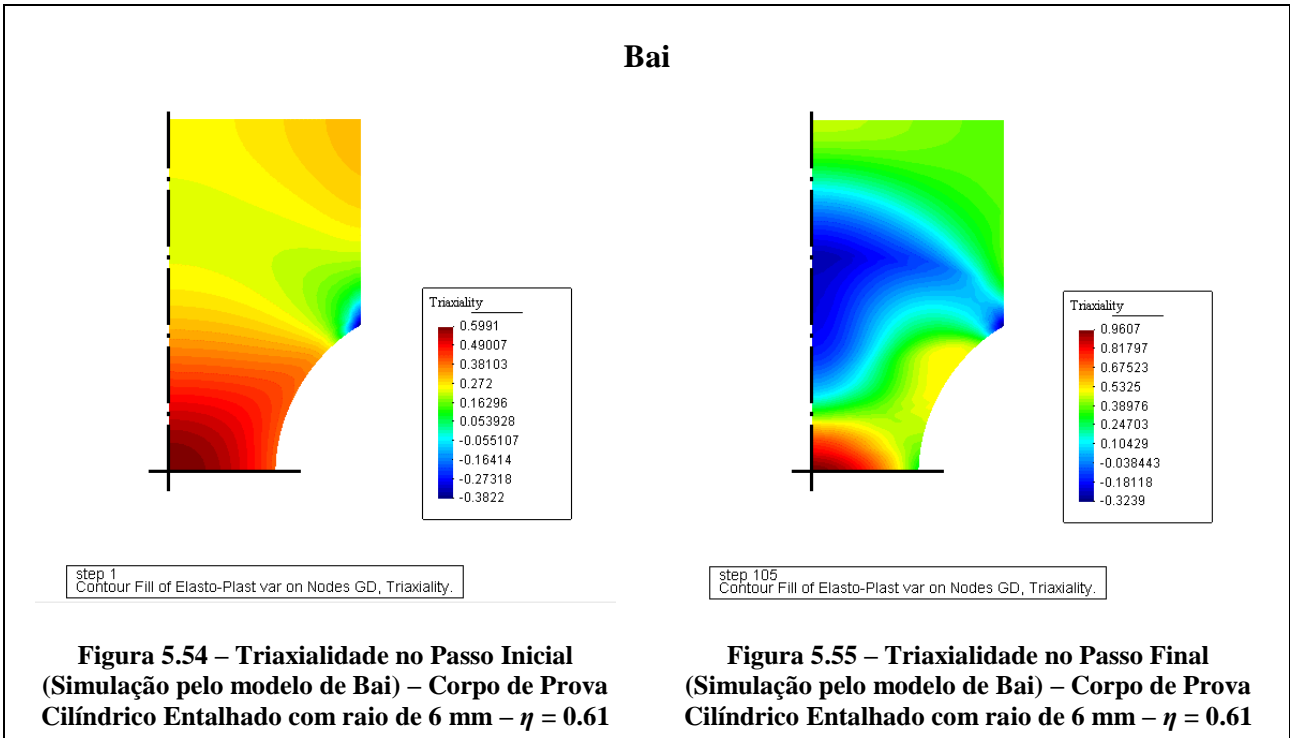 Bai
Triaxiality
0.5991
0.49007
0.38103
0.272
0.16296
0.053928
-0.055107
-0.16414
-0.27318
-0.3822
step 1
Contour Fill of Elasto-Plast var on Nodes GD, Triaxiality.
Figura 5.54 – Triaxialidade no Passo Inicial
(Simulação pelo modelo de Bai) – Corpo de Prova
Cilíndrico Entalhado com raio de 6 mm – η = 0.61
Triaxiality
0.9607
0.81797
0.67523
0.5325
0.38976
0.24703
0.10429
-0.038443
-0.18118
-0.3239
step 105
Contour Fill of Elasto-Plast var on Nodes GD, Triaxiality.
Figura 5.55 – Triaxialidade no Passo Final
(Simulação pelo modelo de Bai) – Corpo de Prova
Cilíndrico Entalhado com raio de 6 mm – η = 0.61